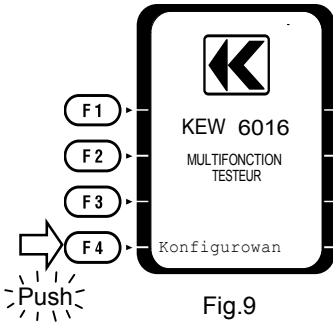 F1
KEW 6016
F2
MULTIFONCTION
TESTEUR
F3
F4
Konfigurowan
Push
Fig.9